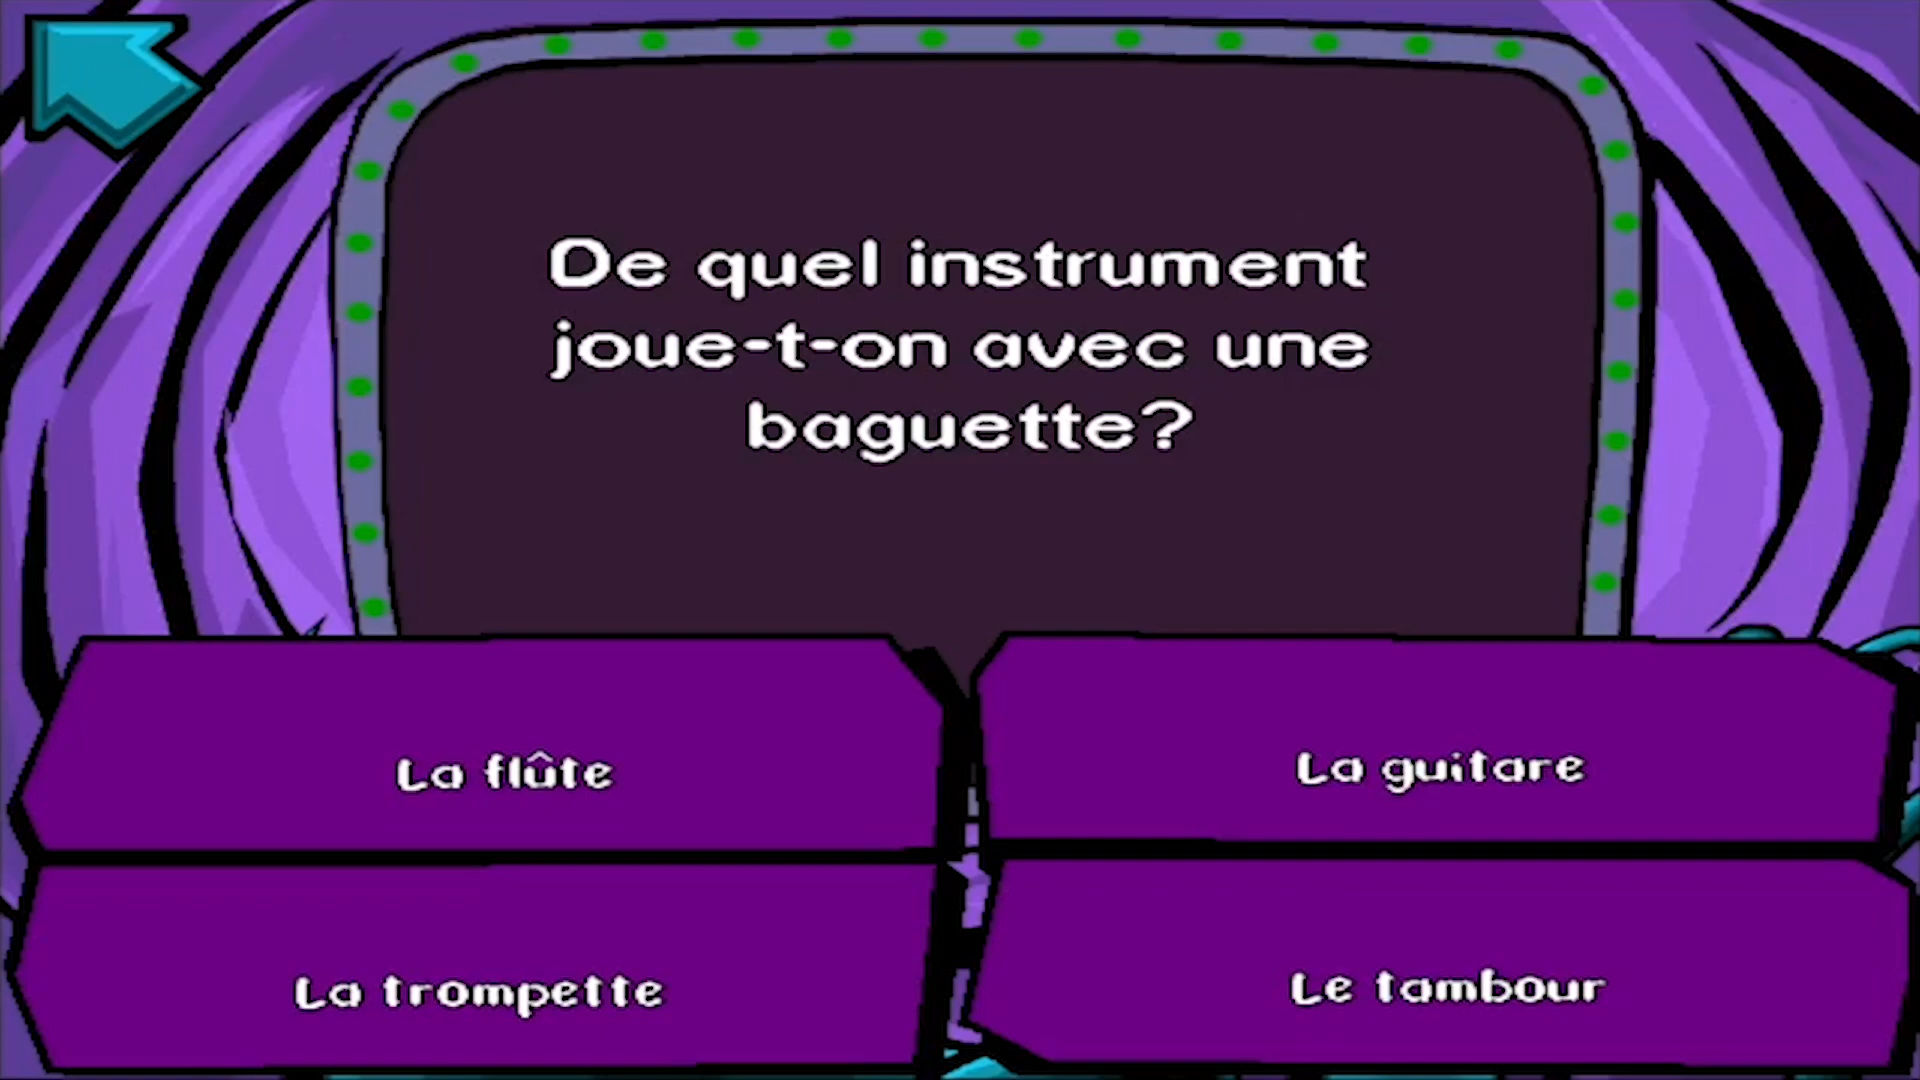 De quel instrument
joue-t-on avec une
baguette?
La flûte
La guitare
La trompette
Le tambour